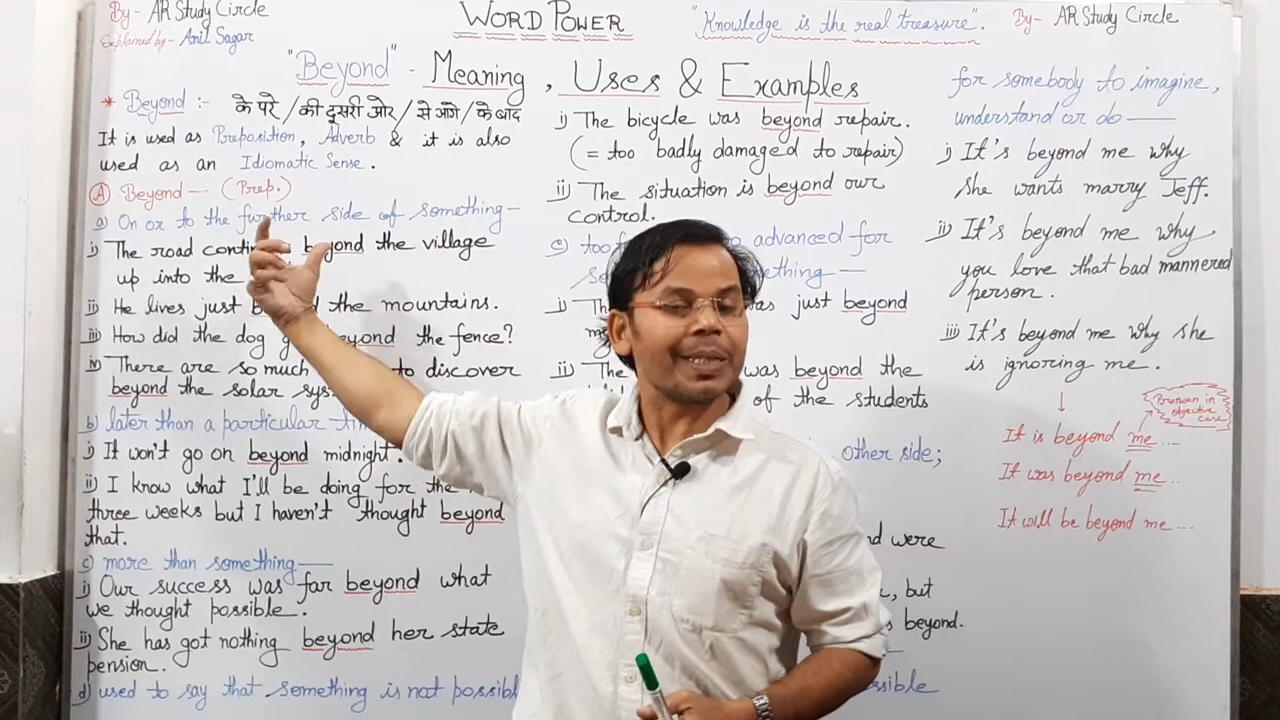 By- AR Study Circle
Explained by- Anil Sagar
WORD POWER
"Knowledge is the real treasure".
By- AR Study Circle
"Beyond" - Meaning, Uses & Examples
* Beyond :- के परे / की दूसरी ओर / से आगे / के बाद
It is used as Preposition, Adverb & it is also
used as an Idiomatic Sense.
A Beyond — (Prep.)
a) On or to the further side of something —
i) The road beyond the village
up into the
ii) He lives just the mountains.
iii) How did the dog beyond the fence?
iv) There are so much to discover
beyond the solar
b) later than a particular
i) It won't go on beyond midnight.
ii) I know what I'll be doing for the
three weeks but I haven't thought beyond
that.
c) more than something —
i) Our success was far beyond what
we thought possible.
ii) She has got nothing beyond her state
pension.
d) used to say that something is not
i) The bicycle was beyond repair.
(= too badly damaged to repair)
ii) The situation is beyond our
control.
e) too advanced for
i) was just beyond
ii) was beyond the
of the students
other side;
were
but
beyond.
for somebody to imagine,
understand or do —
i) It's beyond me why
she wants marry Jeff.
ii) It's beyond me why
you love that bad mannered
person.
iii) It's beyond me why she
is ignoring me.
↓
Pronoun in
objective
case
It is beyond me ...
It was beyond me ..
It will be beyond me ...